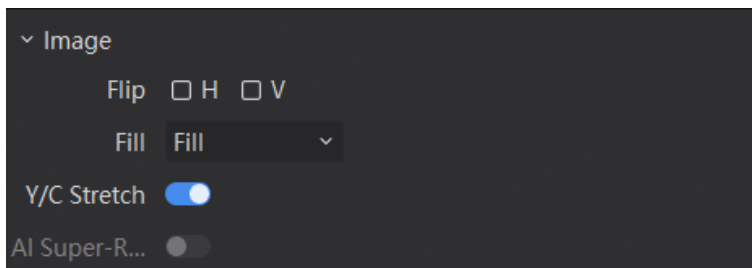 Image
Flip H V
Fill Fill
Y/C Stretch
AI Super-R...